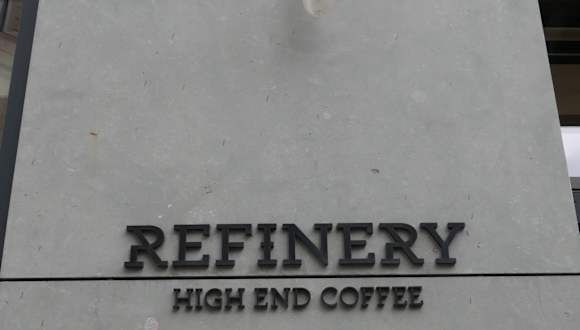 REFINERY
HIGH END COFFEE